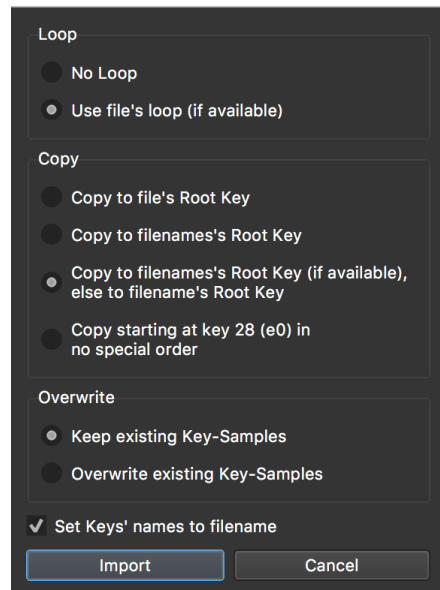 Loop
No Loop
Use file's loop (if available)
Copy
Copy to file's Root Key
Copy to filenames's Root Key
Copy to filenames's Root Key (if available),
else to filename's Root Key
Copy starting at key 28 (e0) in
no special order
Overwrite
Keep existing Key-Samples
Overwrite existing Key-Samples
Set Keys' names to filename
Import
Cancel